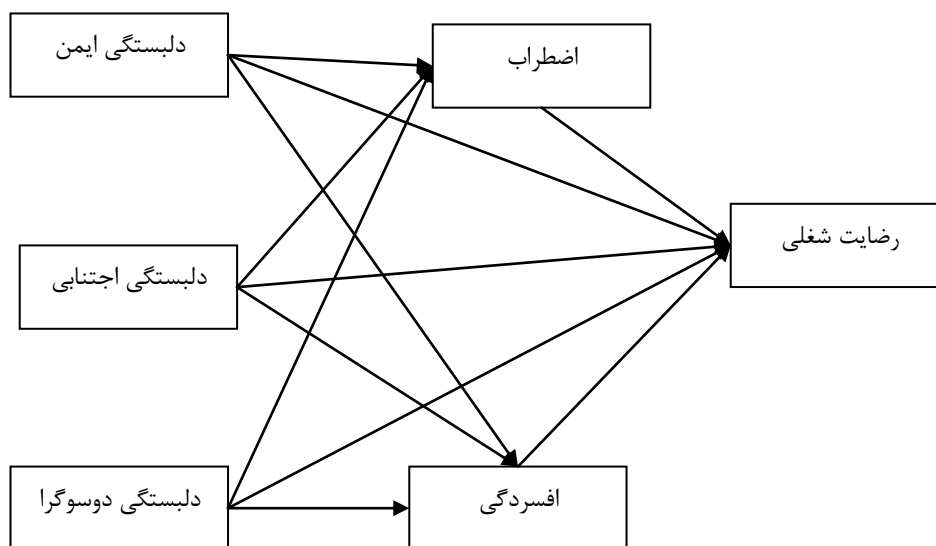 دلبستگی ایمن
اضطراب
رضایت شغلی
دلبستگی اجتنابی
دلبستگی دوسوگرا
افسردگی